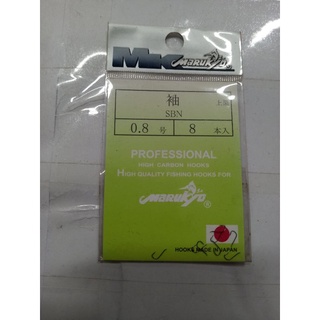 MARUKYO
袖
SBN
0.8 号 8 本入
PROFESSIONAL
HIGH CARBON HOOKS
HIGH QUALITY FISHING HOOKS FOR
MARUKYO ®
HOOKS MADE IN JAPAN